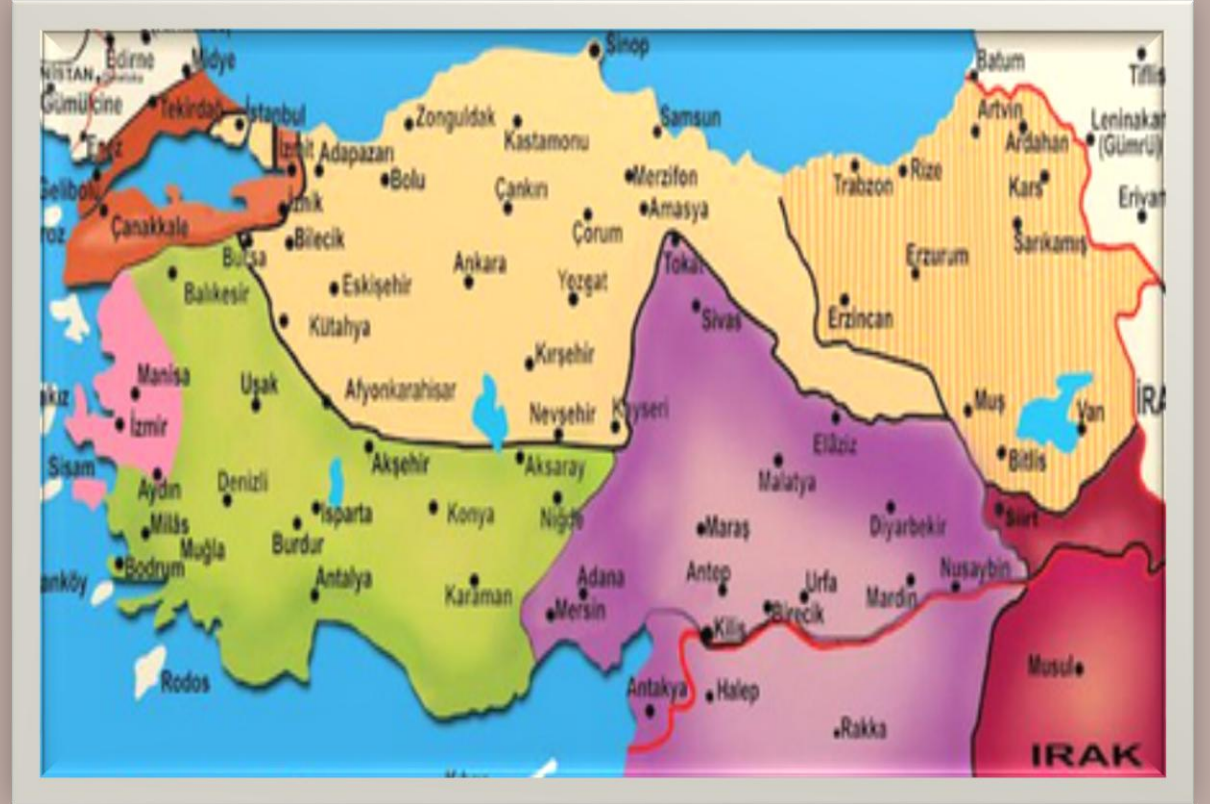 Sinop
Edirne
Midye
Batum
Gümülcine
Tekirdağ
İstanbul
Zonguldak
Kastamonu
Samsun
Artvin
Ardahan
(Gümrü)
Enez
İzmit
Adapazarı
Bolu
Çankırı
Merzifon
Trabzon
Rize
Kars
Gelibolu
İznik
Amasya
Çanakkale
Bilecik
Çorum
Sarıkamış
Bursa
Ankara
Tokat
Erzurum
Balıkesir
Eskişehir
Yozgat
Sivas
Erzincan
Kütahya
Kırşehir
Manisa
Uşak
Afyonkarahisar
Nevşehir
Kayseri
Muş
Van
İzmir
Elâziz
Sisam
Akşehir
Aksaray
Malatya
Bitlis
Aydın
Denizli
Isparta
Konya
Niğde
Maraş
Diyarbekir
Siirt
Milâs
Muğla
Burdur
Bodrum
Antalya
Karaman
Adana
Antep
Urfa
Mardin
Nusaybin
Mersin
Birecik
Kilis
Rodos
Antakya
Halep
Musul
Rakka
IRAK